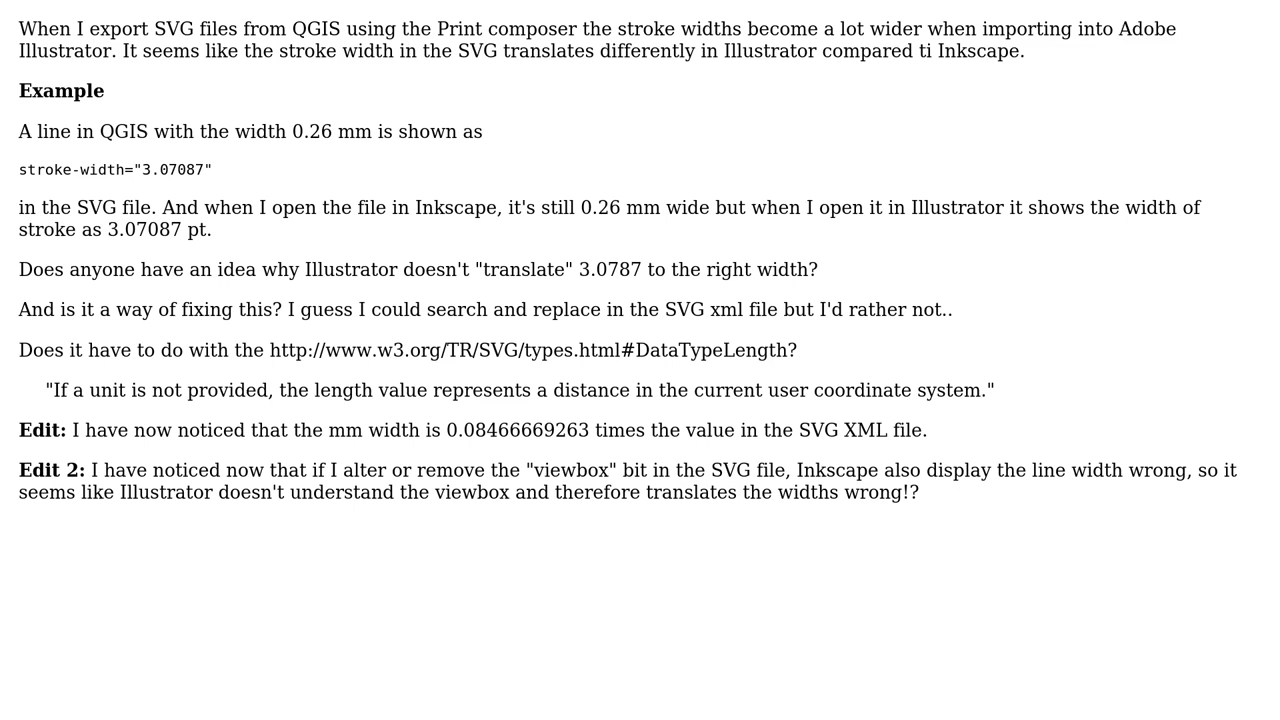 When I export SVG files from QGIS using the Print composer the stroke widths become a lot wider when importing into Adobe
Illustrator. It seems like the stroke width in the SVG translates differently in Illustrator compared ti Inkscape.
Example
A line in QGIS with the width 0.26 mm is shown as
stroke-width="3.07087"
in the SVG file. And when I open the file in Inkscape, it's still 0.26 mm wide but when I open it in Illustrator it shows the width of
stroke as 3.07087 pt.
Does anyone have an idea why Illustrator doesn't "translate" 3.0787 to the right width?
And is it a way of fixing this? I guess I could search and replace in the SVG xml file but I'd rather not..
Does it have to do with the http://www.w3.org/TR/SVG/types.html#DataTypeLength?
"If a unit is not provided, the length value represents a distance in the current user coordinate system."
Edit: I have now noticed that the mm width is 0.08466669263 times the value in the SVG XML file.
Edit 2: I have noticed now that if I alter or remove the "viewbox" bit in the SVG file, Inkscape also display the line width wrong, so it
seems like Illustrator doesn't understand the viewbox and therefore translates the widths wrong!?